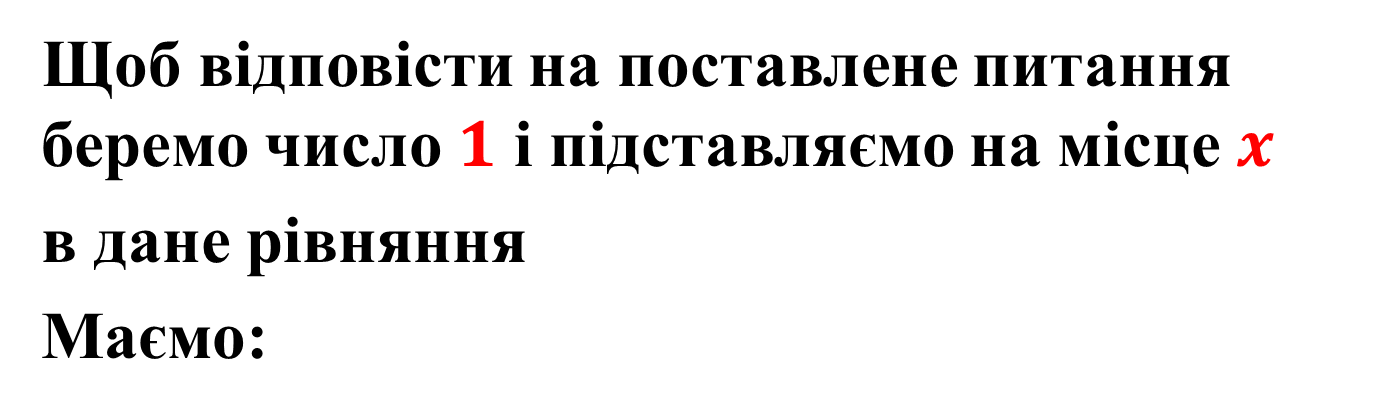 Щоб відповісти на поставлене питання
беремо число 1 і підставляємо на місце x
в дане рівняння
Маємо: